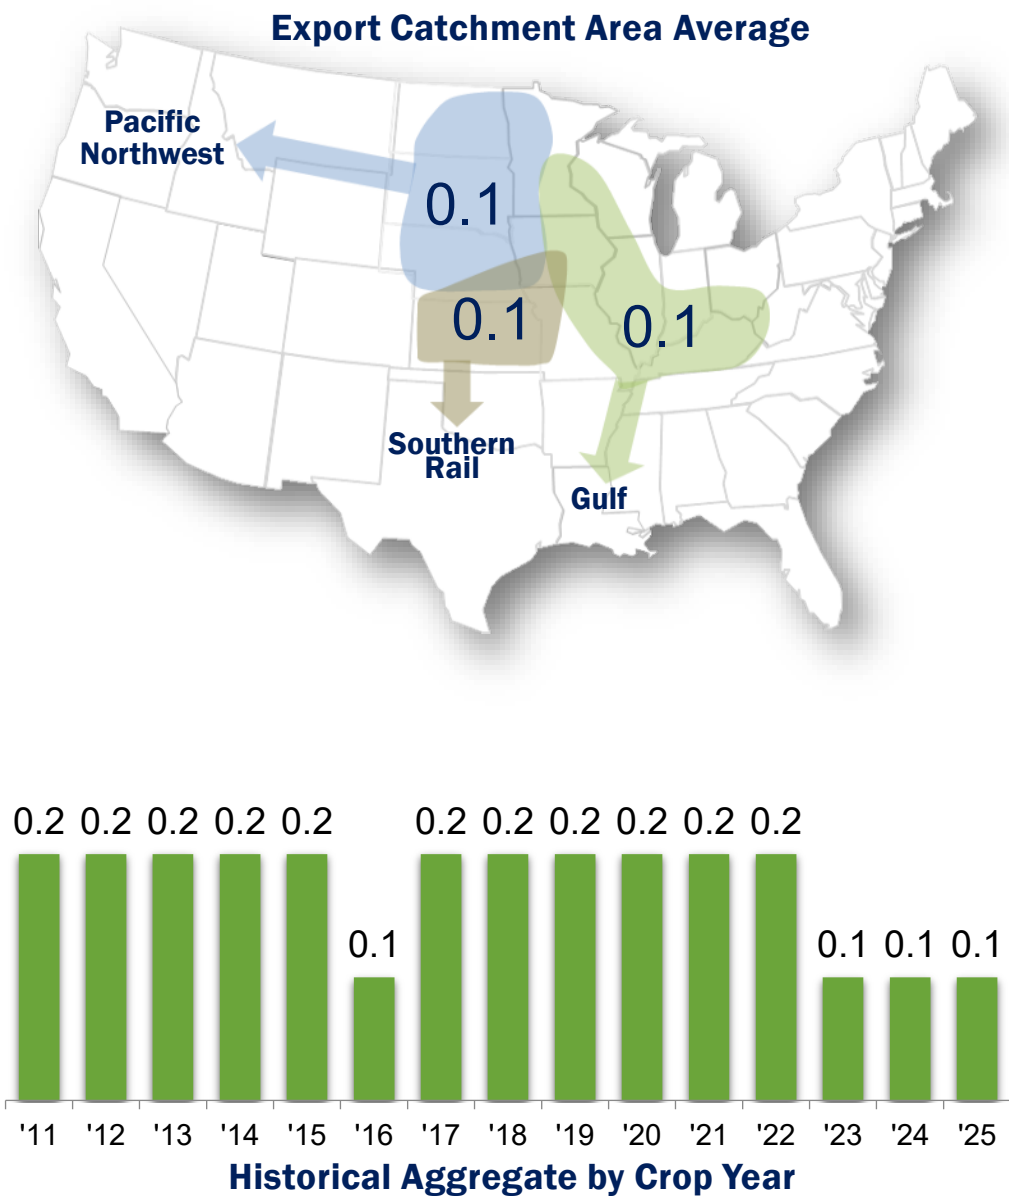 Export Catchment Area Average
Pacific
Northwest
0.1
0.1
0.1
Southern
Rail
Gulf
0.2 0.2 0.2 0.2 0.2 0.1 0.2 0.2 0.2 0.2 0.2 0.2 0.1 0.1 0.1
'11 '12 '13 '14 '15 '16 '17 '18 '19 '20 '21 '22 '23 '24 '25
Historical Aggregate by Crop Year